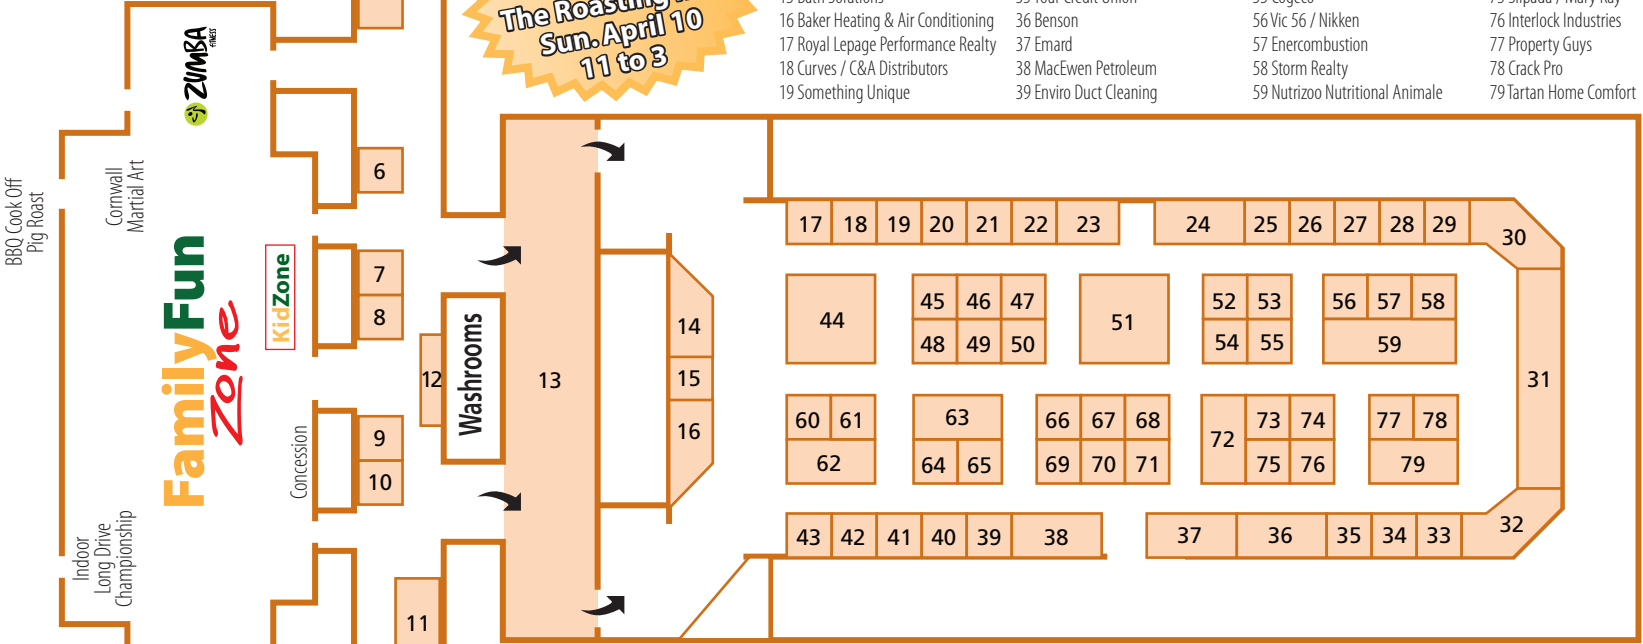 The Roasting
Sun. April 10
11 to 3
16 Baker Heating & Air Conditioning
17 Royal Lepage Performance Realty
18 Curves / C&A Distributors
19 Something Unique
36 Benson
37 Emard
38 MacEwen Petroleum
39 Enviro Duct Cleaning
56 Vic 56 / Nikken
57 Enercombustion
58 Storm Realty
59 Nutrizoo Nutritional Animale
76 Interlock Industries
77 Property Guys
78 Crack Pro
79 Tartan Home Comfort
ZUMBA
FITNESS
BBQ Cook Off
Pig Roast
Cornwall
Martial Art
FamilyFun
Zone
KidZone
Concession
Indoor
Long Drive
Championship
Washrooms
6
7
8
9
10
11
12
13
14
15
16
17 18 19 20 21 22 23 24 25 26 27 28 29 30
31
32
44
45 46 47
48 49 50
51
52 53
54 55
56 57 58
59
60 61
62
63
64 65
66 67 68
69 70 71
72
73 74
75 76
77 78
79
43 42 41 40 39 38 37 36 35 34 33